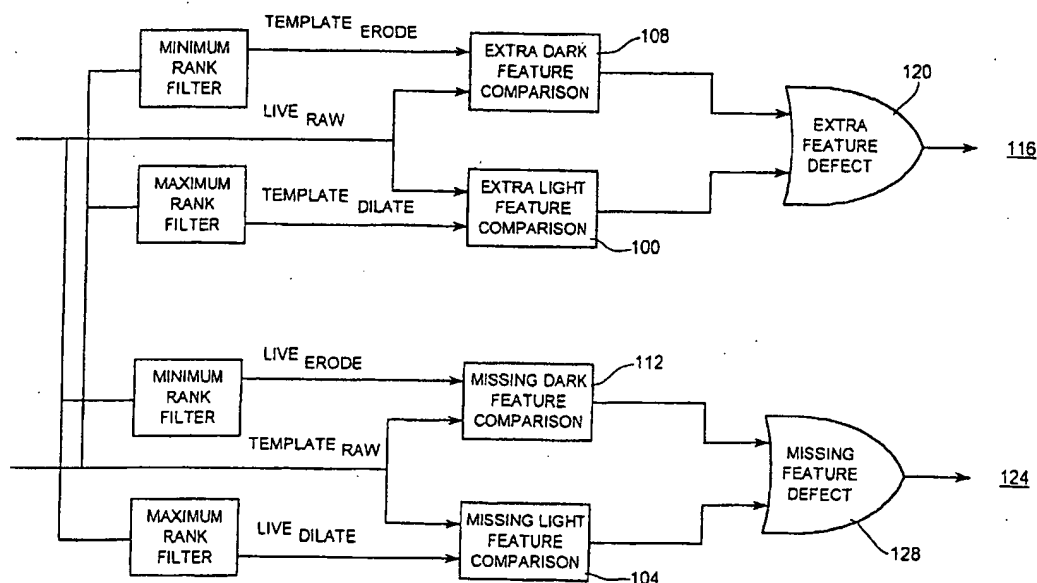 TEMPLATE ERODE
MINIMUM
RANK
FILTER
EXTRA DARK
FEATURE
COMPARISON
108
LIVE RAW
120
EXTRA
FEATURE
DEFECT
116
MAXIMUM
RANK
FILTER
TEMPLATE DILATE
EXTRA LIGHT
FEATURE
COMPARISON
100
LIVE ERODE
MINIMUM
RANK
FILTER
MISSING DARK
FEATURE
COMPARISON
112
TEMPLATE RAW
MISSING
FEATURE
DEFECT
124
MAXIMUM
RANK
FILTER
LIVE DILATE
MISSING LIGHT
FEATURE
COMPARISON
104
128